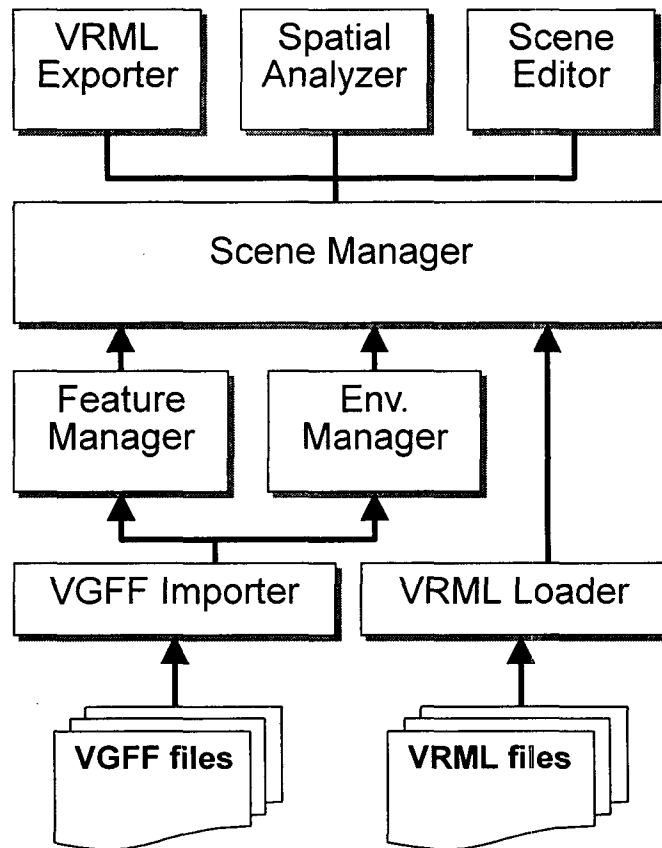 VRML
Exporter
Spatial
Analyzer
Scene
Editor
Scene Manager
Feature
Manager
Env.
Manager
VGFF Importer
VRML Loader
VGFF files
VRML files